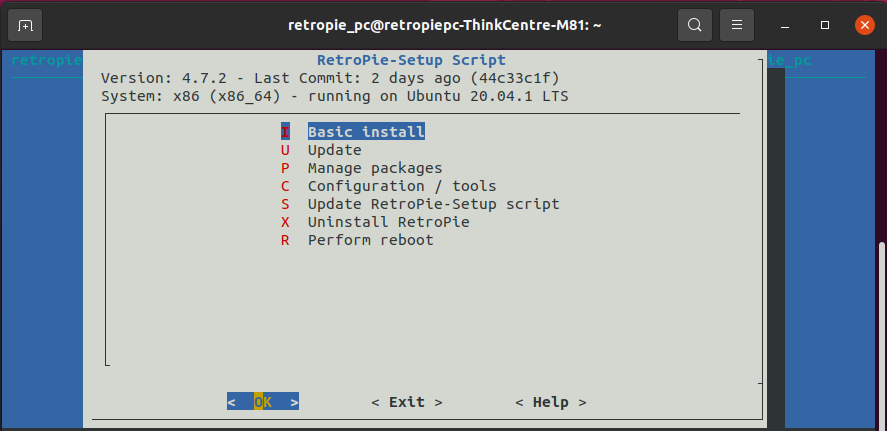 retropie_pc@retropiepc-ThinkCentre-M81: ~
retropie
ie_pc
RetroPie-Setup Script
Version: 4.7.2 - Last Commit: 2 days ago (44c33c1f)
System: x86 (x86_64) - running on Ubuntu 20.04.1 LTS
I Basic install
U Update
P Manage packages
C Configuration / tools
S Update RetroPie-Setup script
X Uninstall RetroPie
R Perform reboot
< OK > < Exit > < Help >